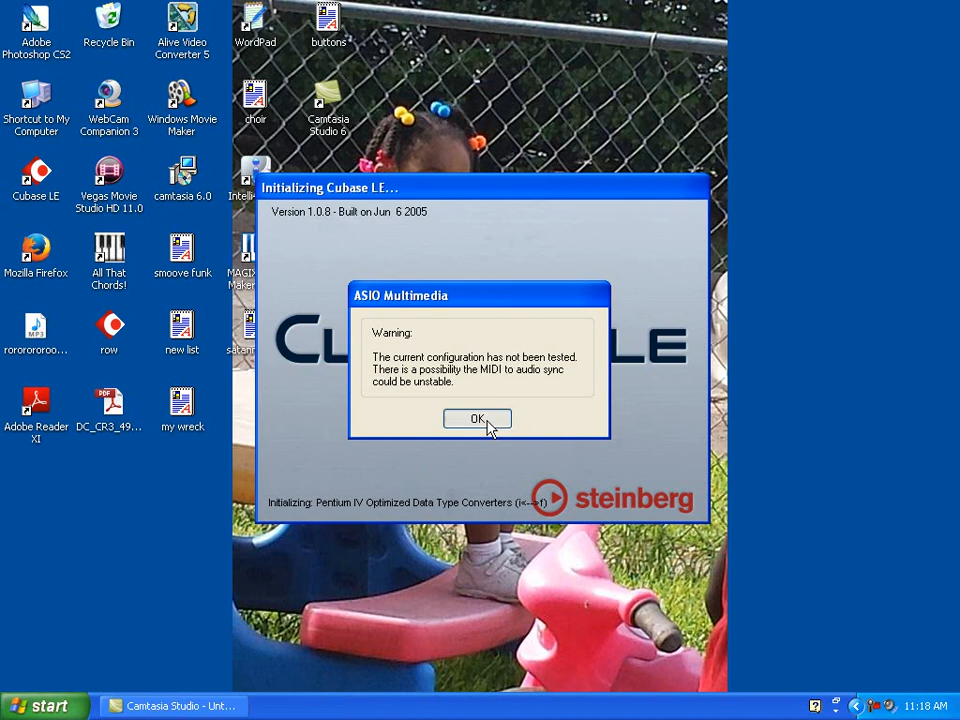 Adobe
Photoshop CS2
Recycle Bin
Alive Video
Converter 5
WordPad
buttons
Shortcut to My
Computer
WebCam
Companion 3
Windows Movie
Maker
choir
Camtasia
Studio 6
Cubase LE
Vegas Movie
Studio HD 11.0
camtasia 6.0
Mozilla Firefox
All That
Chords!
smoove funk
rorororoo...
row
new list
Adobe Reader
XI
DC_CR3_49...
my wreck
Initializing Cubase LE...
Version 1.0.8 - Built on Jun 6 2005
ASIO Multimedia
Warning:
The current configuration has not been tested.
There is a possibility the MIDI to audio sync
could be unstable.
OK
LE
Initializing: Pentium IV Optimized Data Type Converters (i<-->f)
steinberg
start
Camtasia Studio - Unt...
11:18 AM